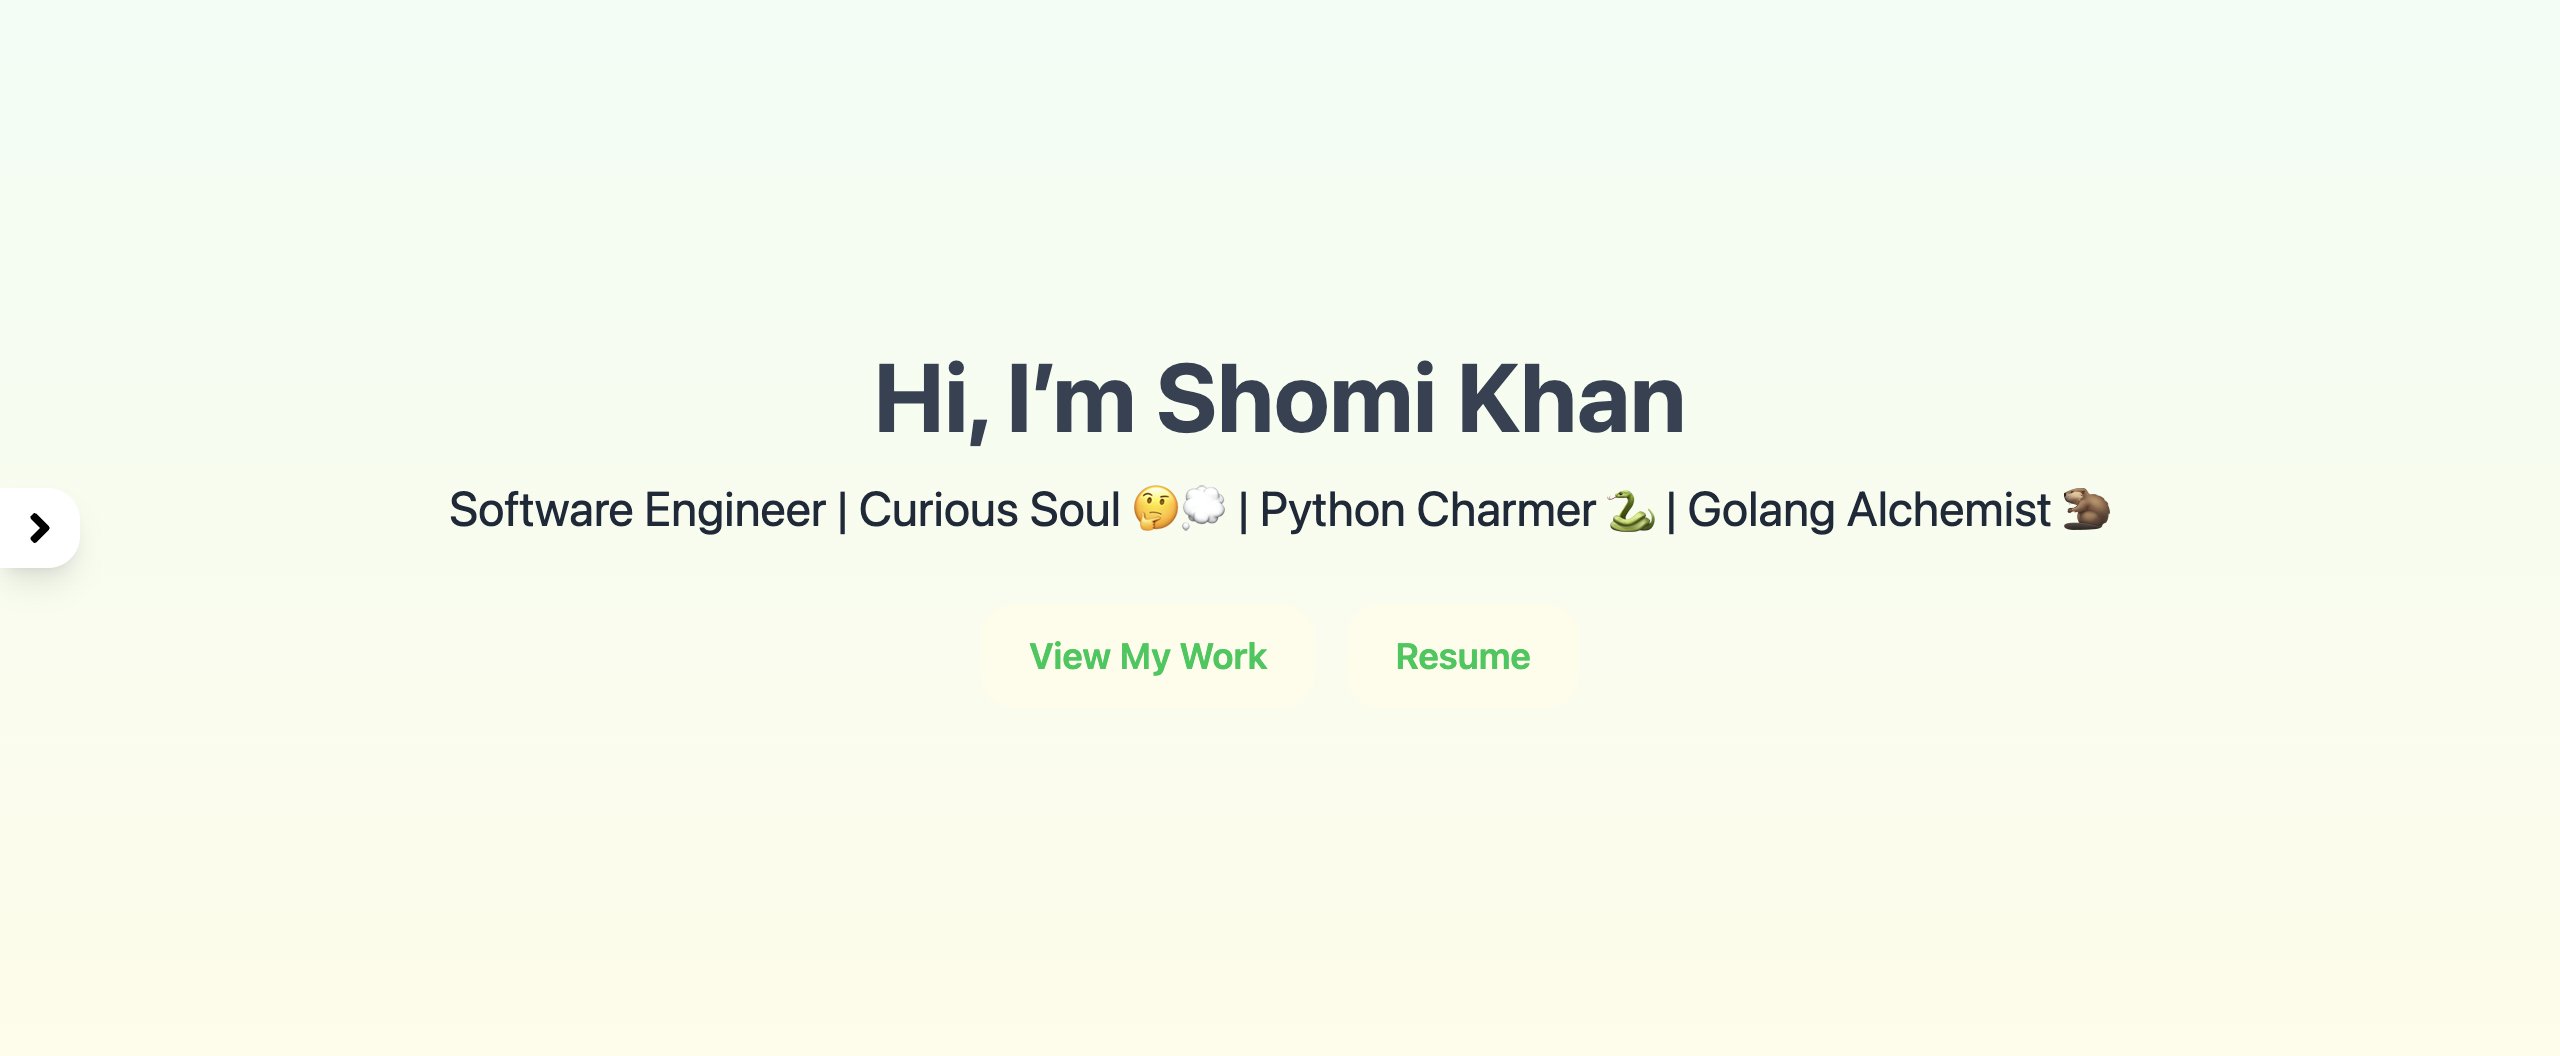 Hi, I’m Shomi Khan
Software Engineer | Curious Soul 🤔💭 | Python Charmer 🐍 | Golang Alchemist 🦫
View My Work
Resume